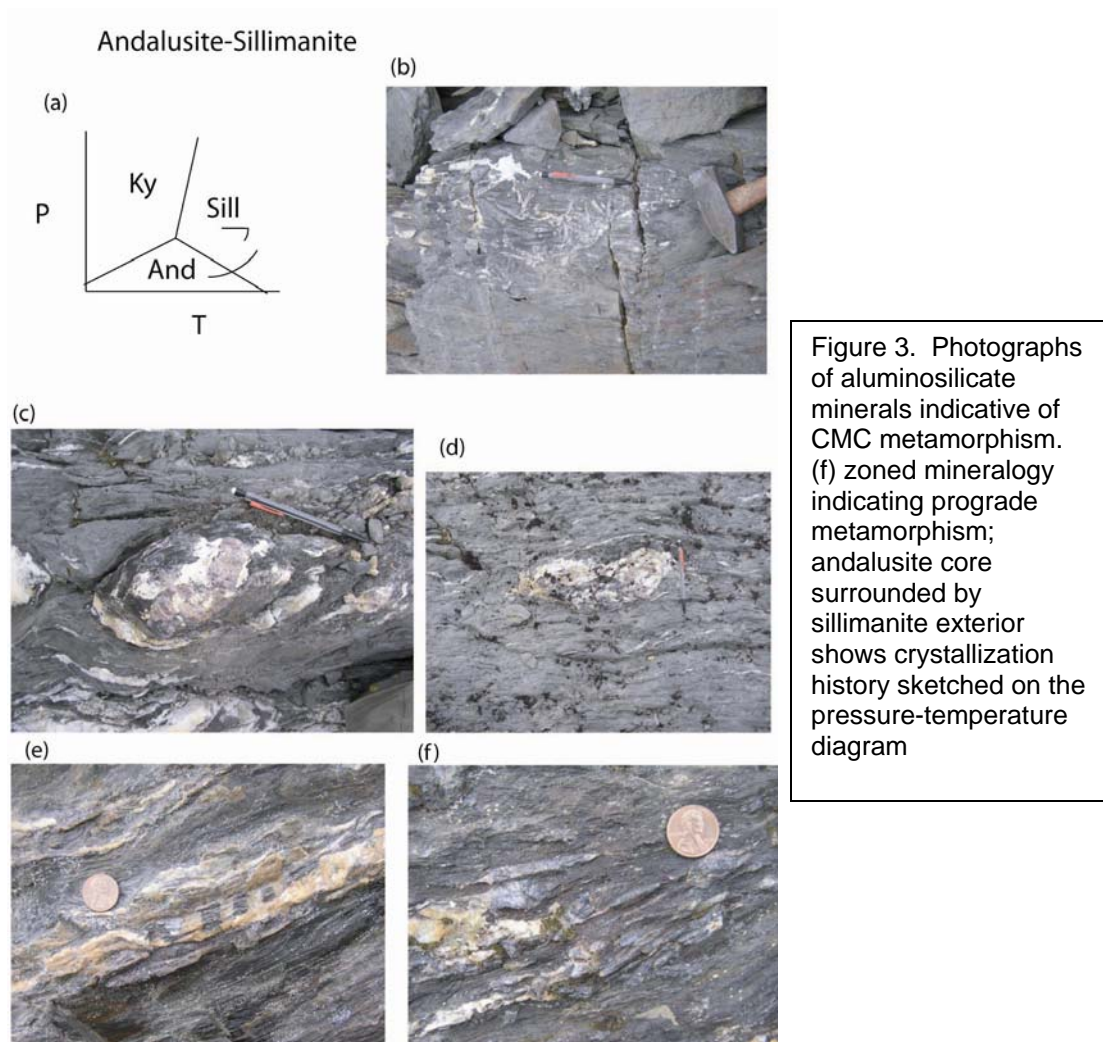 Andalusite-Sillimanite
(a)
Ky
P
Sill
And
T
(b)
(c)
(d)
(e)
(f)
Figure 3. Photographs
of aluminosilicate
minerals indicative of
CMC metamorphism.
(f) zoned mineralogy
indicating prograde
metamorphism;
andalusite core
surrounded by
sillimanite exterior
shows crystallization
history sketched on the
pressure-temperature
diagram